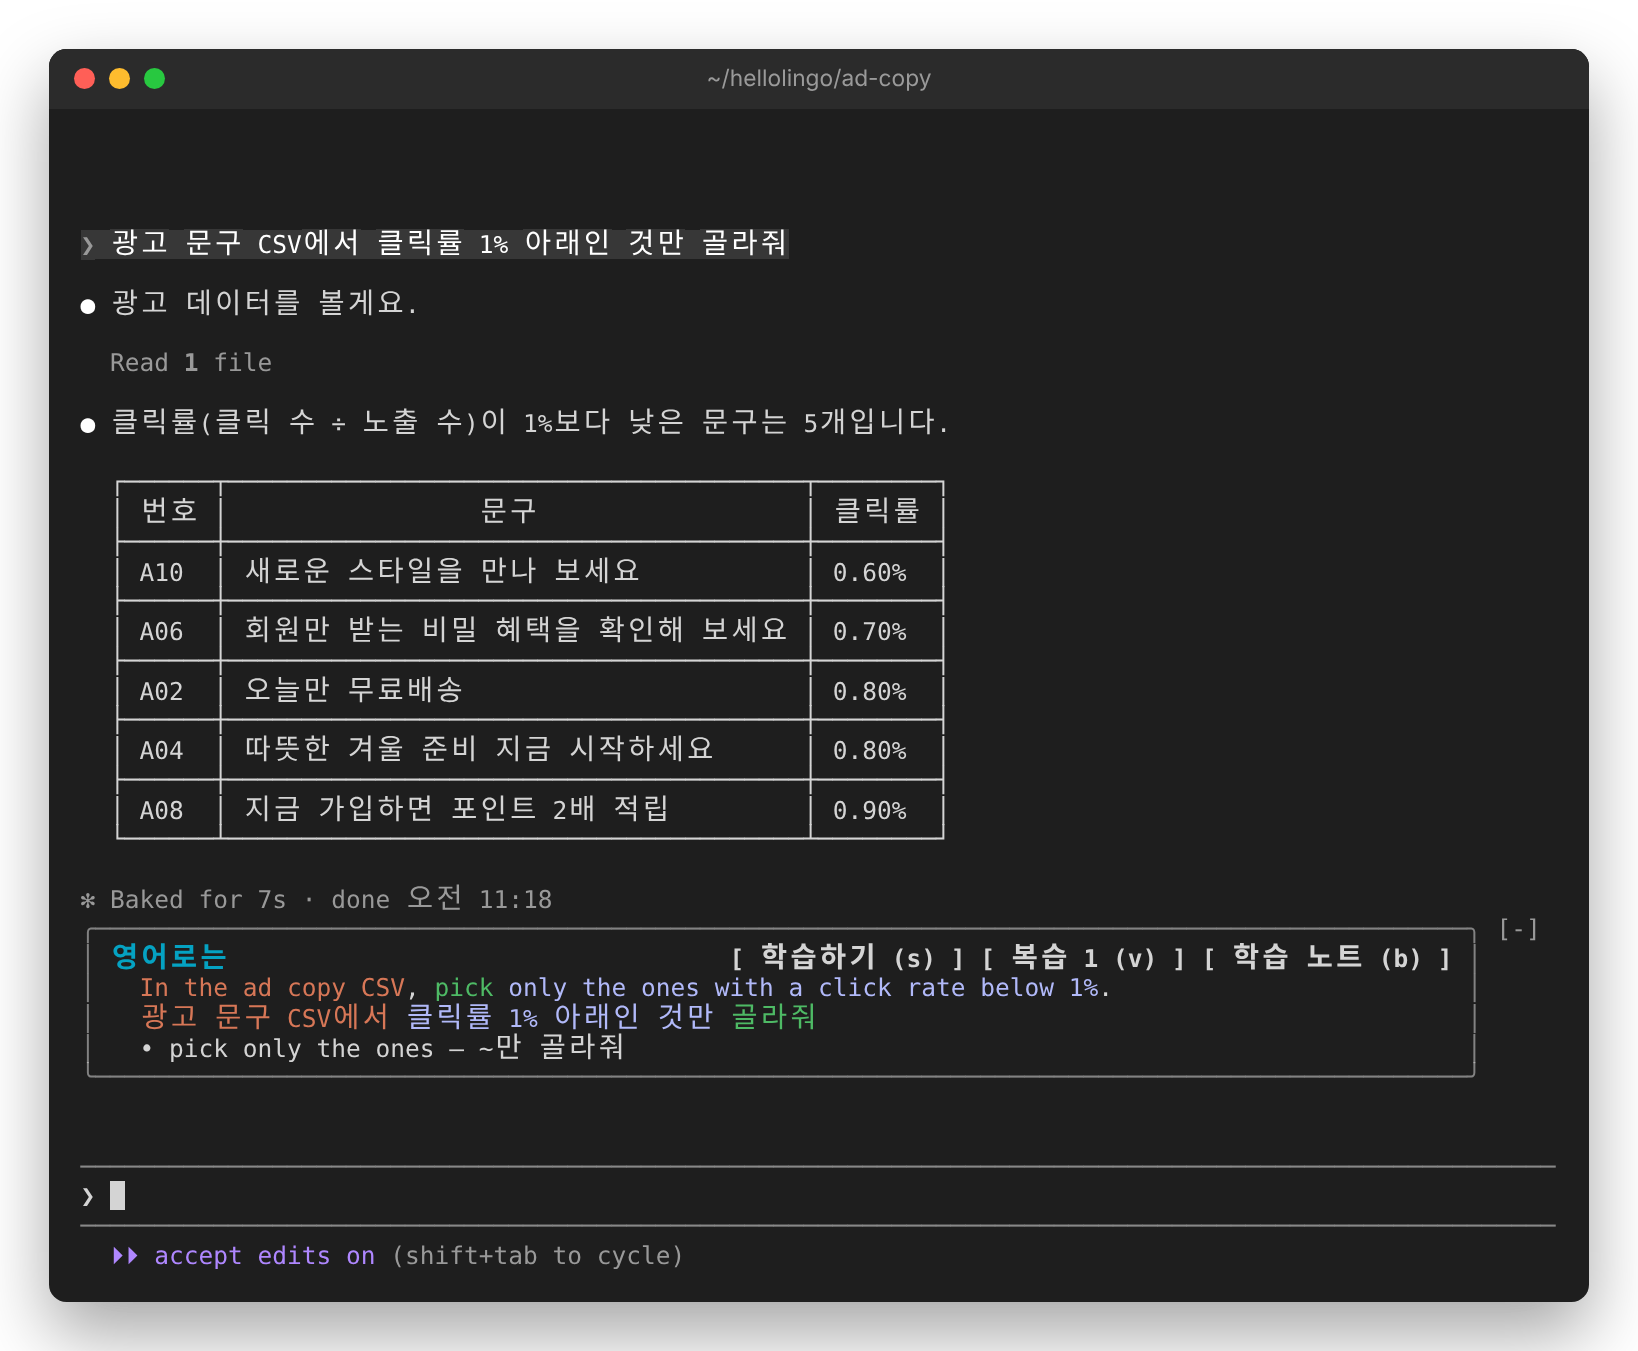 ~/hellolingo/ad-copy
❯ 광고 문구 CSV에서 클릭률 1% 아래인 것만 골라줘
● 광고 데이터를 볼게요.
Read 1 file
● 클릭률(클릭 수 ÷ 노출 수)이 1%보다 낮은 문구는 5개입니다.
번호 문구 클릭률
A10 새로운 스타일을 만나 보세요 0.60%
A06 회원만 받는 비밀 혜택을 확인해 보세요 0.70%
A02 오늘만 무료배송 0.80%
A04 따뜻한 겨울 준비 지금 시작하세요 0.80%
A08 지금 가입하면 포인트 2배 적립 0.90%
✻ Baked for 7s · done 오전 11:18
[-]
영어로는 [ 학습하기 (s) ] [ 복습 1 (v) ] [ 학습 노트 (b) ]
In the ad copy CSV, pick only the ones with a click rate below 1%.
광고 문구 CSV에서 클릭률 1% 아래인 것만 골라줘
• pick only the ones — ~만 골라줘
❯
⏵⏵ accept edits on (shift+tab to cycle)